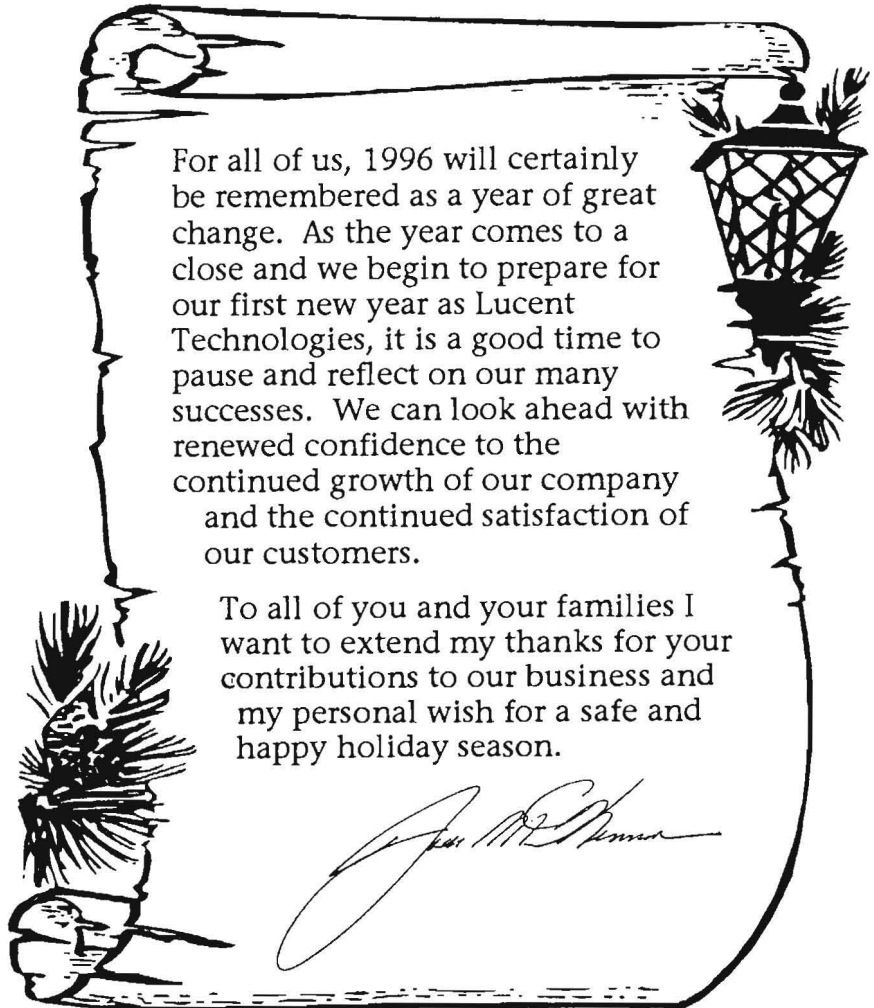 For all of us, 1996 will certainly
be remembered as a year of great
change. As the year comes to a
close and we begin to prepare for
our first new year as Lucent
Technologies, it is a good time to
pause and reflect on our many
successes. We can look ahead with
renewed confidence to the
continued growth of our company
and the continued satisfaction of
our customers.
To all of you and your families I
want to extend my thanks for your
contributions to our business and
my personal wish for a safe and
happy holiday season.